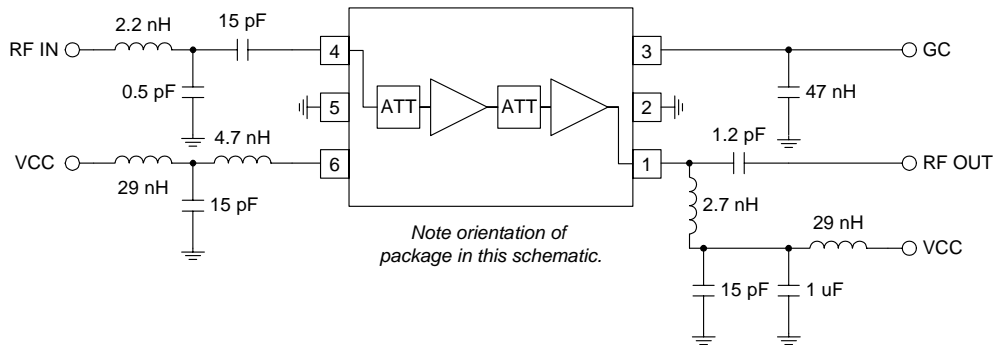 RF IN
2.2 nH
15 pF
4
3
GC
0.5 pF
5
ATT
ATT
2
47 nH
VCC
29 nH
4.7 nH
15 pF
6
1
1.2 pF
RF OUT
2.7 nH
29 nH
VCC
15 pF
1 uF
Note orientation of
package in this schematic.